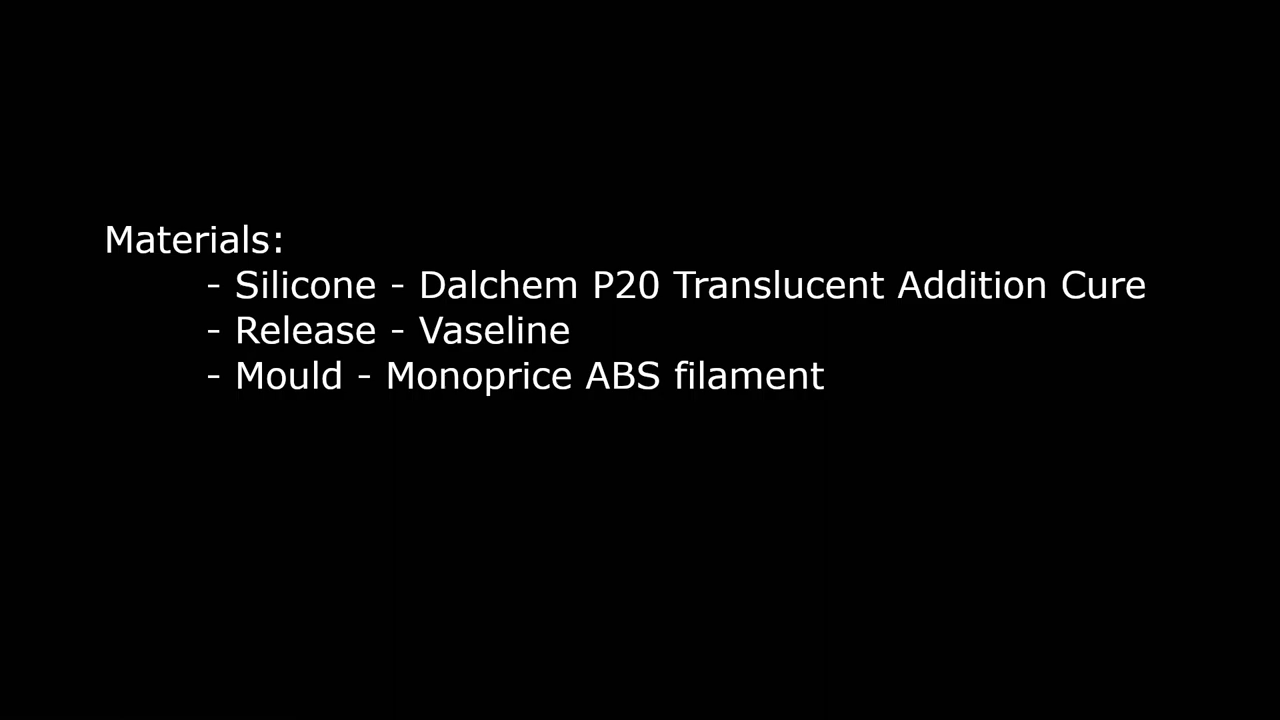 Materials:
- Silicone - Dalchem P20 Translucent Addition Cure
- Release - Vaseline
- Mould - Monoprice ABS filament